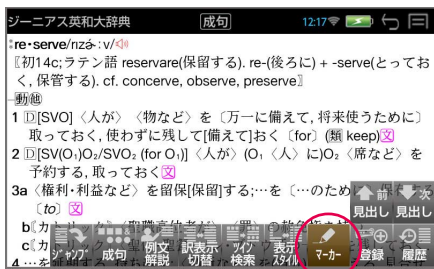 ジーニアス英和大辞典 成句 12:17
re・serve/rɪzə́ː v/
〖初14c;ラテン語 reservare(保留する). re-(後ろに) + -serve(とってお
く, 保管する). cf. concerve, observe, preserve〗
動他
1 D[SVO]〈人が〉〈物など〉を〔万一に備えて, 将来使うために〕
取っておく, 使わずに残して[備えて]おく〔for〕(類 keep)文
2 D[SV(O₁)O₂/SVO₂ (for O₁)]〈人が〉(O₁〈人〉に)O₂〈席など〉を
予約する, 取っておく文
3a〈権利・利益など〉を留保[保留]する;…を〔…のため
〔to〕文
前見出し 次見出し
ジャンプ 成句 例文解説 訳表示切替 ツイン検索 表示スタイル マーカー 登録 履歴